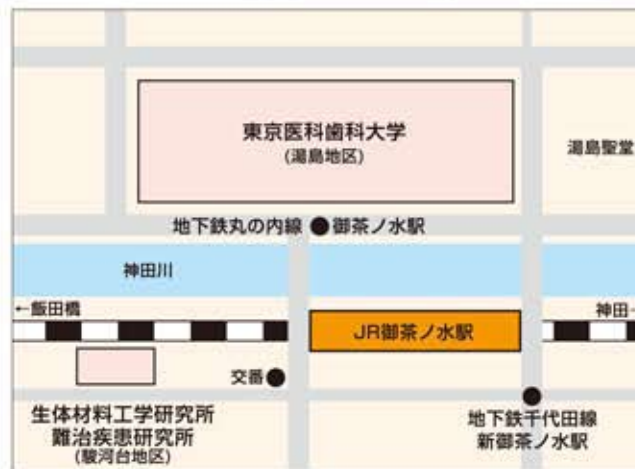 東京医科歯科大学
(湯島地区)
湯島聖堂
地下鉄丸の内線 ●御茶ノ水駅
神田川
←飯田橋
神田→
JR御茶ノ水駅
交番●
生体材料工学研究所
難治疾患研究所
(駿河台地区)
地下鉄千代田線
新御茶ノ水駅